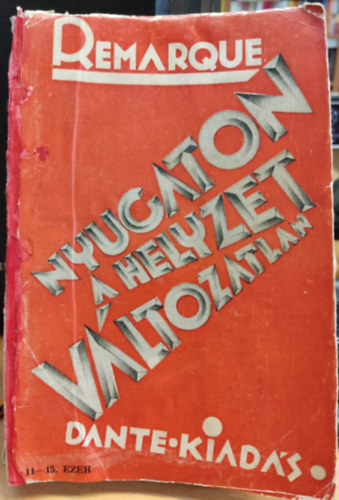 REMARQUE
NYUGATON
A HELYZET
VÁLTOZATLAN
DANTE•KIADÁS•
11—15. EZER